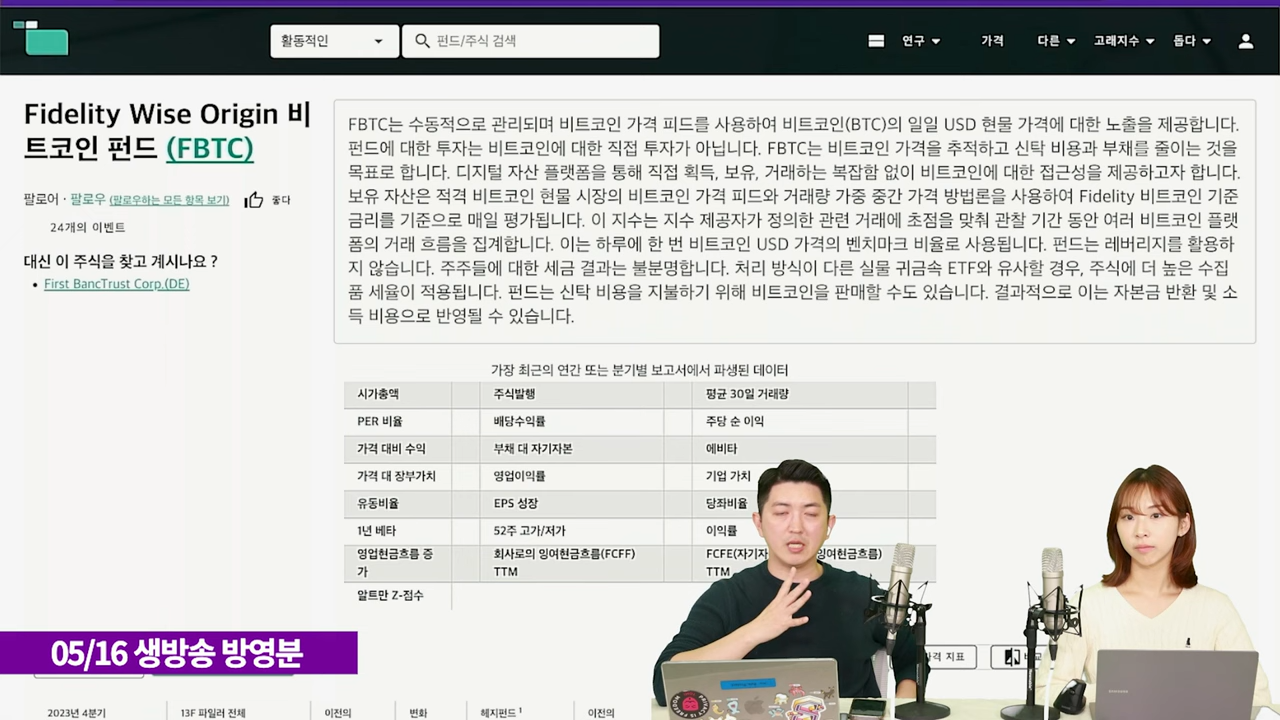 활동적인
펀드/주식 검색
연구
가격
다른
고래지수
돕다
Fidelity Wise Origin 비
트코인 펀드 (FBTC)
팔로어 · 팔로우 (팔로우하는 모든 항목 보기) 좋다
24개의 이벤트
대신 이 주식을 찾고 계시나요 ?
• First BancTrust Corp.(DE)
FBTC는 수동적으로 관리되며 비트코인 가격 피드를 사용하여 비트코인(BTC)의 일일 USD 현물 가격에 대한 노출을 제공합니다.
펀드에 대한 투자는 비트코인에 대한 직접 투자가 아닙니다. FBTC는 비트코인 가격을 추적하고 신탁 비용과 부채를 줄이는 것을
목표로 합니다. 디지털 자산 플랫폼을 통해 직접 획득, 보유, 거래하는 복잡함 없이 비트코인에 대한 접근성을 제공하고자 합니다.
보유 자산은 적격 비트코인 현물 시장의 비트코인 가격 피드와 거래량 가중 중간 가격 방법론을 사용하여 Fidelity 비트코인 기준
금리를 기준으로 매일 평가됩니다. 이 지수는 지수 제공자가 정의한 관련 거래에 초점을 맞춰 관찰 기간 동안 여러 비트코인 플랫
폼의 거래 흐름을 집계합니다. 이는 하루에 한 번 비트코인 USD 가격의 벤치마크 비율로 사용됩니다. 펀드는 레버리지를 활용하
지 않습니다. 주주들에 대한 세금 결과는 불분명합니다. 처리 방식이 다른 실물 귀금속 ETF와 유사할 경우, 주식에 더 높은 수집
품 세율이 적용됩니다. 펀드는 신탁 비용을 지불하기 위해 비트코인을 판매할 수도 있습니다. 결과적으로 이는 자본금 반환 및 소
득 비용으로 반영될 수 있습니다.
가장 최근의 연간 또는 분기별 보고서에서 파생된 데이터
시가총액 주식발행 평균 30일 거래량
PER 비율 배당수익률 주당 순 이익
가격 대비 수익 부채 대 자기자본 에비타
가격 대 장부가치 영업이익률 기업 가치
유동비율 EPS 성장 당좌비율
1년 베타 52주 고가/저가 이익률
영업현금흐름 증 회사로의 잉여현금흐름(FCFF) FCFE(자기자 잉여현금흐름)
가 TTM TTM
알트만 Z-점수
05/16 생방송 방영분
가격 지표
비교
2023년 4분기 13F 파일러 전체 이전의 변화 헤지펀드 1 이전의